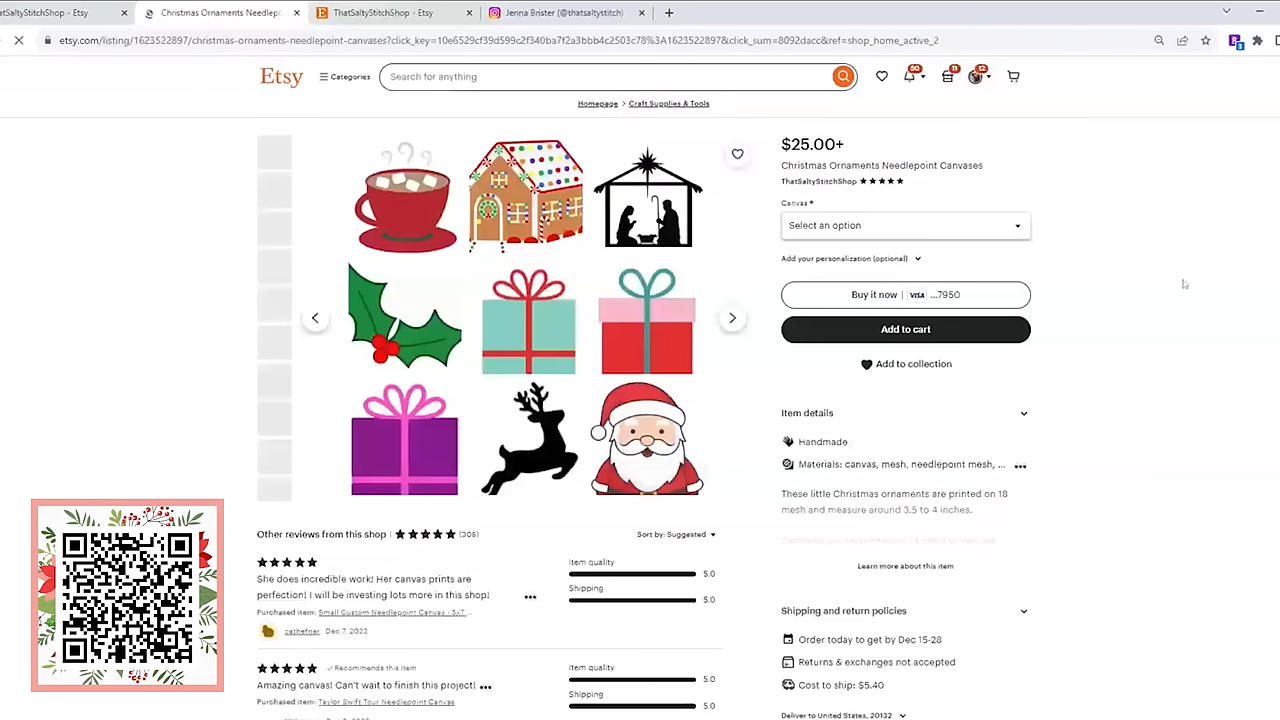 thatSaltyStitchShop - Etsy
Christmas Ornaments Needlep
ThatSaltyStitchShop - Etsy
Jenna Brister (@thatsaltystitch)
etsy.com/listing/1623522897/christmas-ornaments-needlepoint-canvases?click_key=10e6529cf39d599c2f340ba7f2a3bbb4c2503c78%3A1623522897&click_sum=8092dacc&ref=shop_home_active_2
Etsy
Categories
Search for anything
50
11
12
Homepage > Craft Supplies & Tools
$25.00+
Christmas Ornaments Needlepoint Canvases
ThatSaltyStitchShop
Canvas *
Select an option
Add your personalization (optional)
Buy it now | VISA ...7950
Add to cart
Add to collection
Item details
Handmade
Materials: canvas, mesh, needlepoint mesh, ...
These little Christmas ornaments are printed on 18
mesh and measure around 3.5 to 4 inches.
Learn more about this item
Shipping and return policies
Order today to get by Dec 15-28
Returns & exchanges not accepted
Cost to ship: $5.40
Deliver to United States, 20132
Other reviews from this shop | (306)
Sort by: Suggested
She does incredible work! Her canvas prints are
perfection! I will be investing lots more in this shop!
Purchased item: Small Custom Needlepoint Canvas - 5x7 ...
cathefner Dec 7, 2023
Item quality 5.0
Shipping 5.0
Recommends this item
Amazing canvas! Can't wait to finish this project!
Purchased item: Taylor Swift Tour Needlepoint Canvas
Item quality 5.0
Shipping 5.0